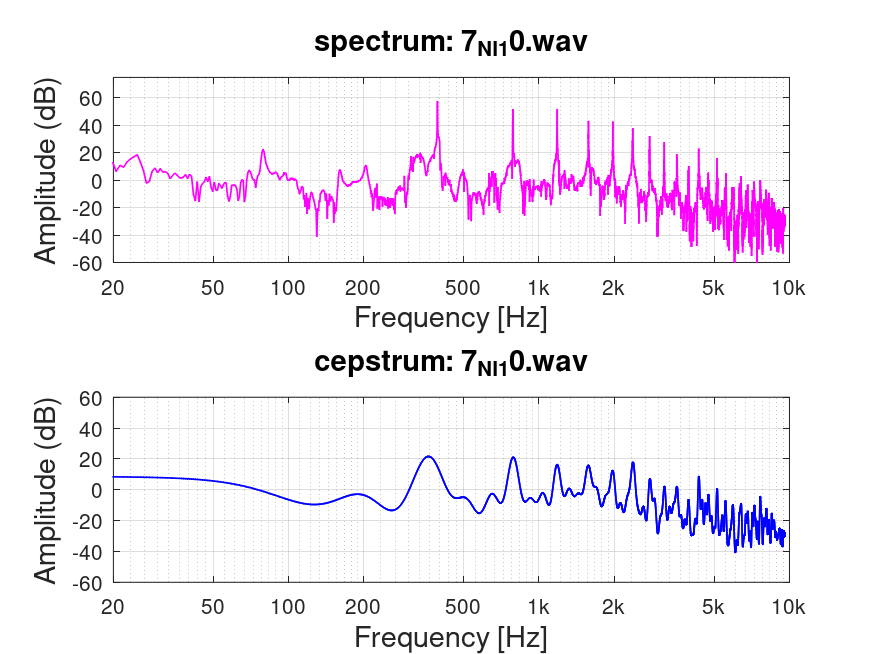 spectrum: 7NI10.wav
Amplitude (dB)
60
40
20
0
-20
-40
-60
20 50 100 200 500 1k 2k 5k 10k
Frequency [Hz]
cepstrum: 7NI10.wav
Amplitude (dB)
60
40
20
0
-20
-40
-60
20 50 100 200 500 1k 2k 5k 10k
Frequency [Hz]